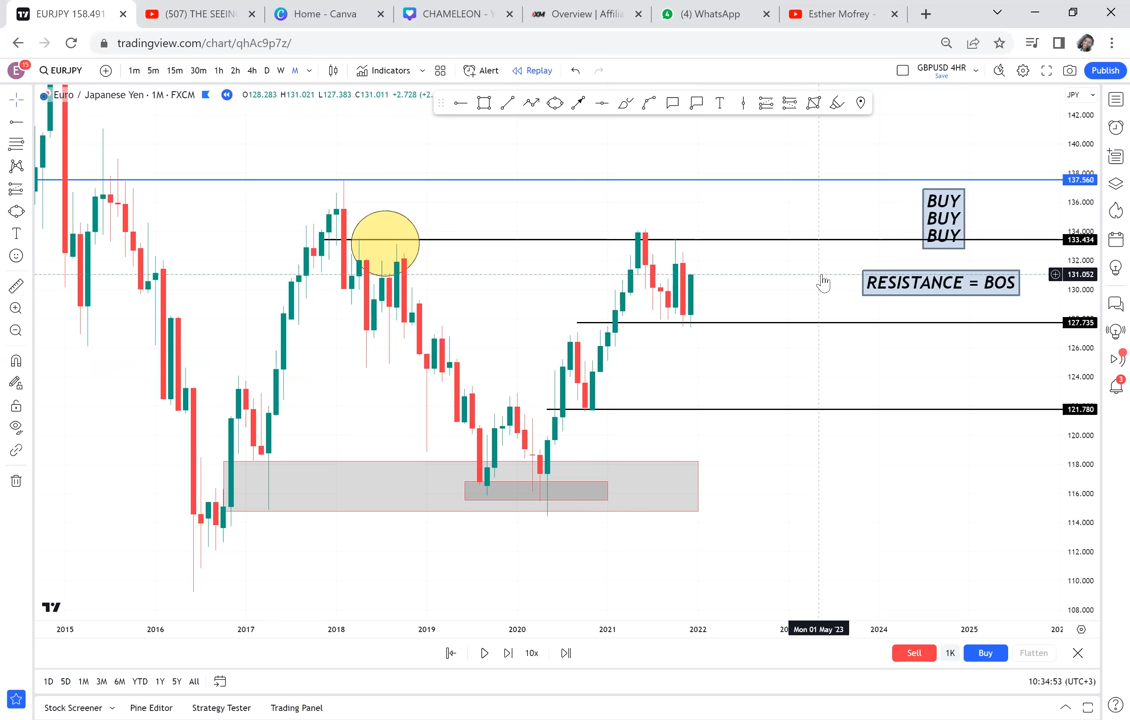 EURJPY 158.491
(507) THE SEEIN
Home - Canva
CHAMELEON - Y
Overview | Affilia
(4) WhatsApp
Esther Mofrey -
tradingview.com/chart/qhAc9p7z/
E
15
EURJPY
1m 5m 15m 30m 1h 2h 4h D W M
Indicators
Alert
Replay
GBPUSD 4HR
Save
Publish
Euro / Japanese Yen · 1M · FXCM
O128.283 H131.021 L127.383 C131.011 +2.728 (+2.
JPY
142.000
140.000
138.000
137.560
136.000
134.000
133.434
132.000
131.052
130.000
127.735
126.000
124.000
121.780
120.000
118.000
116.000
114.000
112.000
110.000
108.000
BUY
BUY
BUY
RESISTANCE = BOS
3
2015 2016 2017 2018 2019 2020 2021 2022 Mon 01 May '23 2024 2025
10x
Sell
1K
Buy
Flatten
1D 5D 1M 3M 6M YTD 1Y 5Y All
10:34:53 (UTC+3)
Stock Screener
Pine Editor
Strategy Tester
Trading Panel